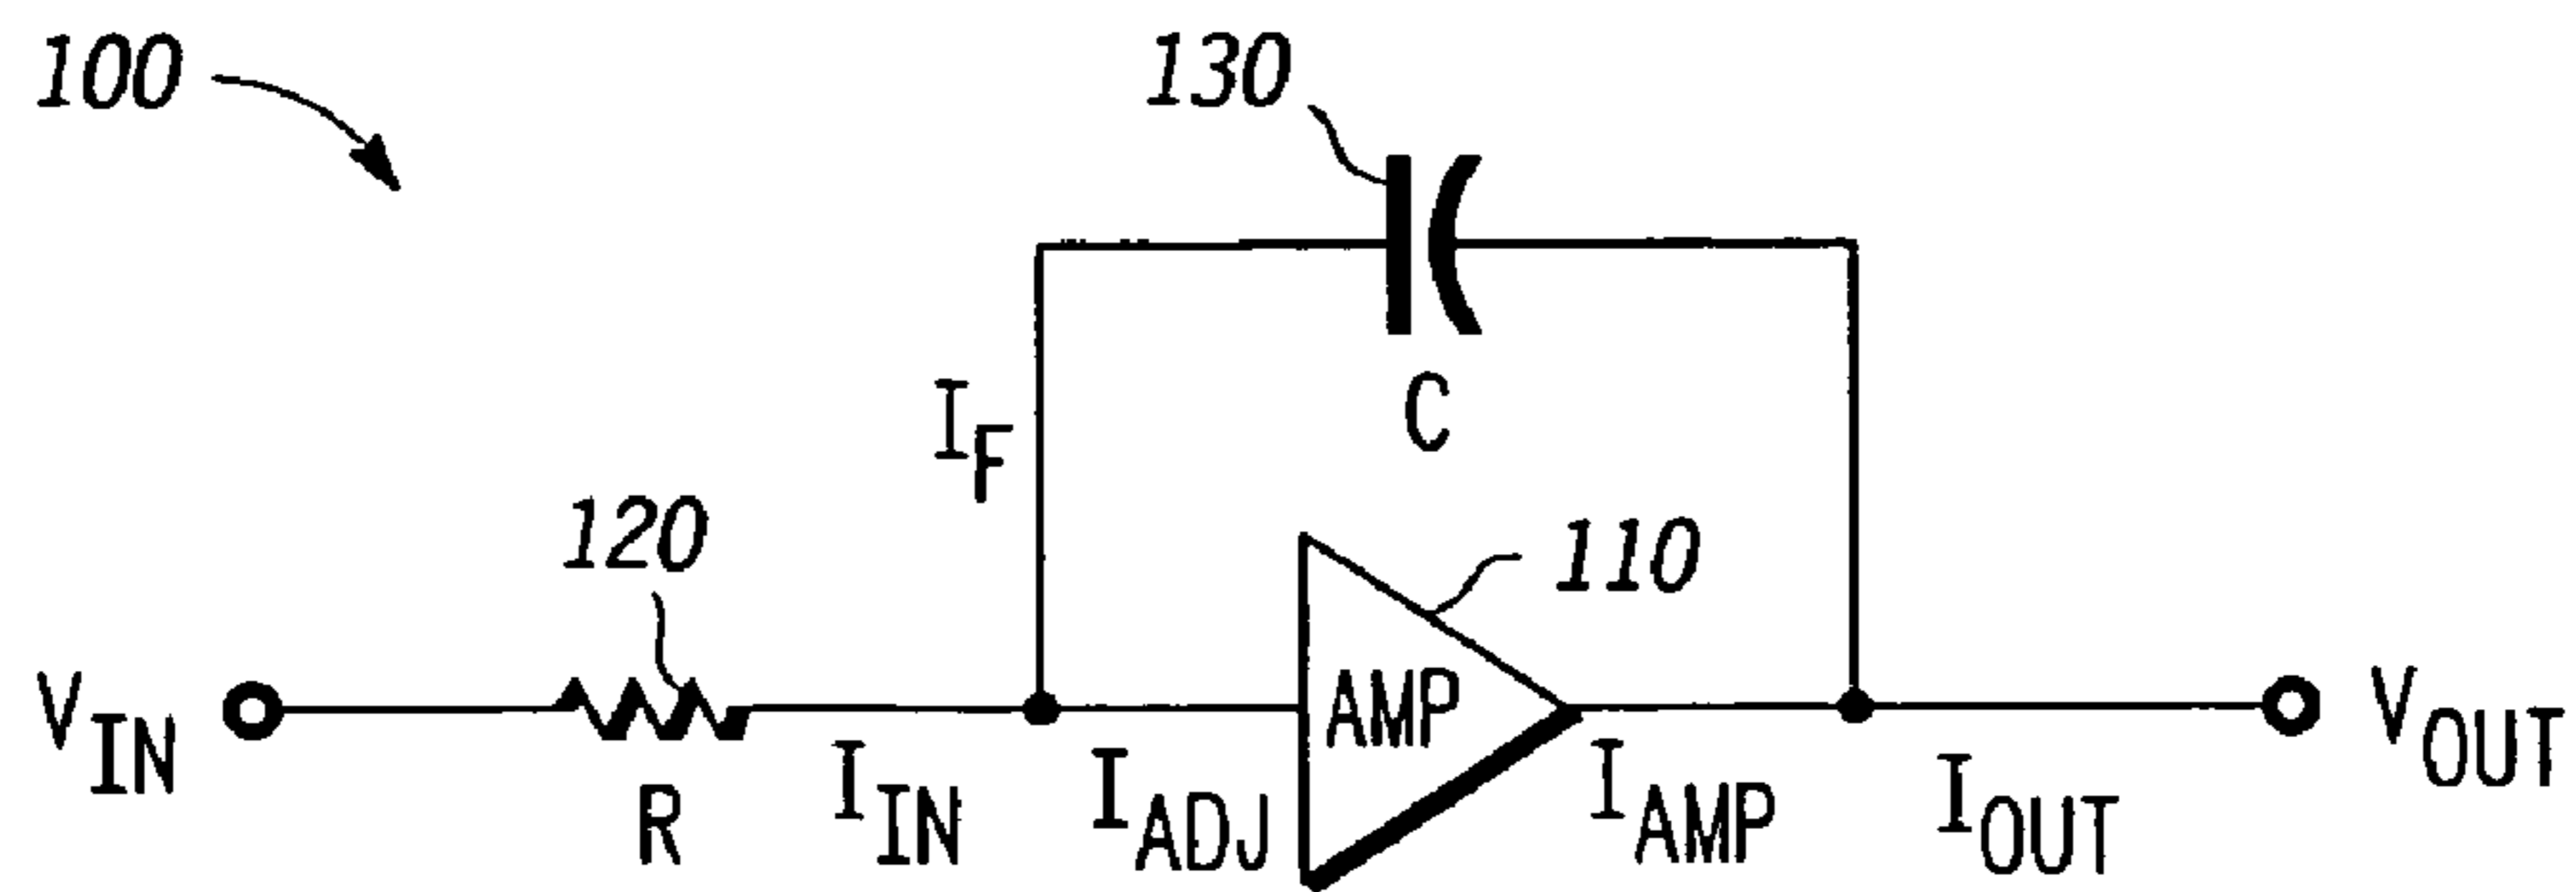 100
130
C
I_F
120
110
V_IN
R
I_IN
I_ADJ
AMP
I_AMP
I_OUT
V_OUT